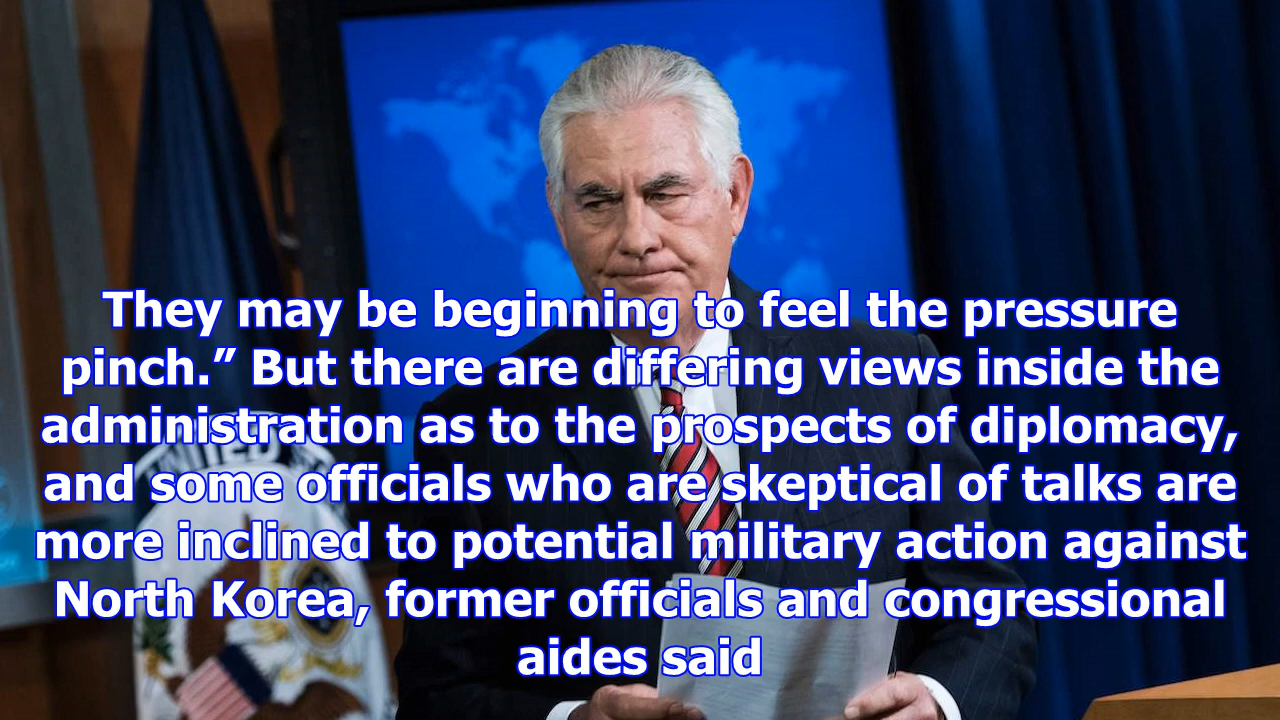 They may be beginning to feel the pressure
pinch.” But there are differing views inside the
administration as to the prospects of diplomacy,
and some officials who are skeptical of talks are
more inclined to potential military action against
North Korea, former officials and congressional
aides said
UNITED